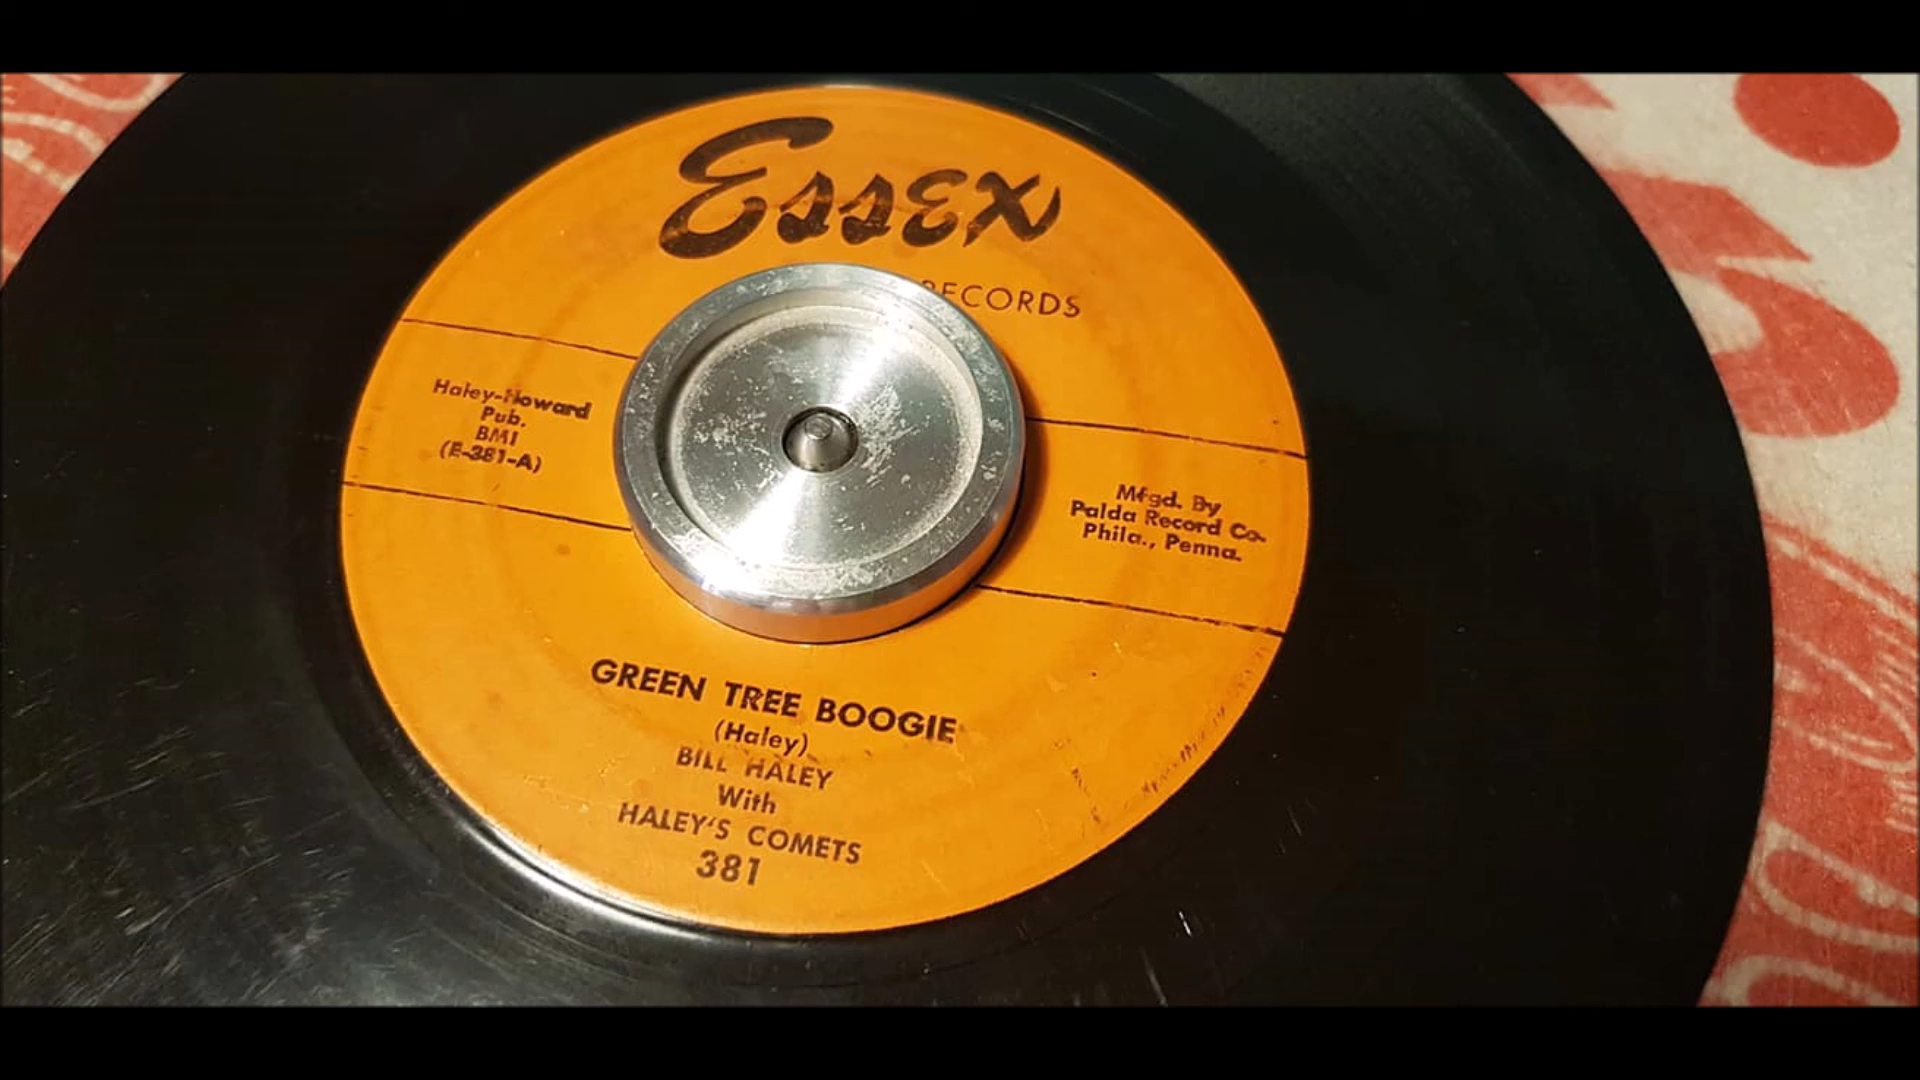 Essex
RECORDS
Haley-Howard
Pub.
BMI
(E-381-A)
Mfgd. By
Palda Record Co.
Phila., Penna.
GREEN TREE BOOGIE
(Haley)
BILL HALEY
With
HALEY'S COMETS
381